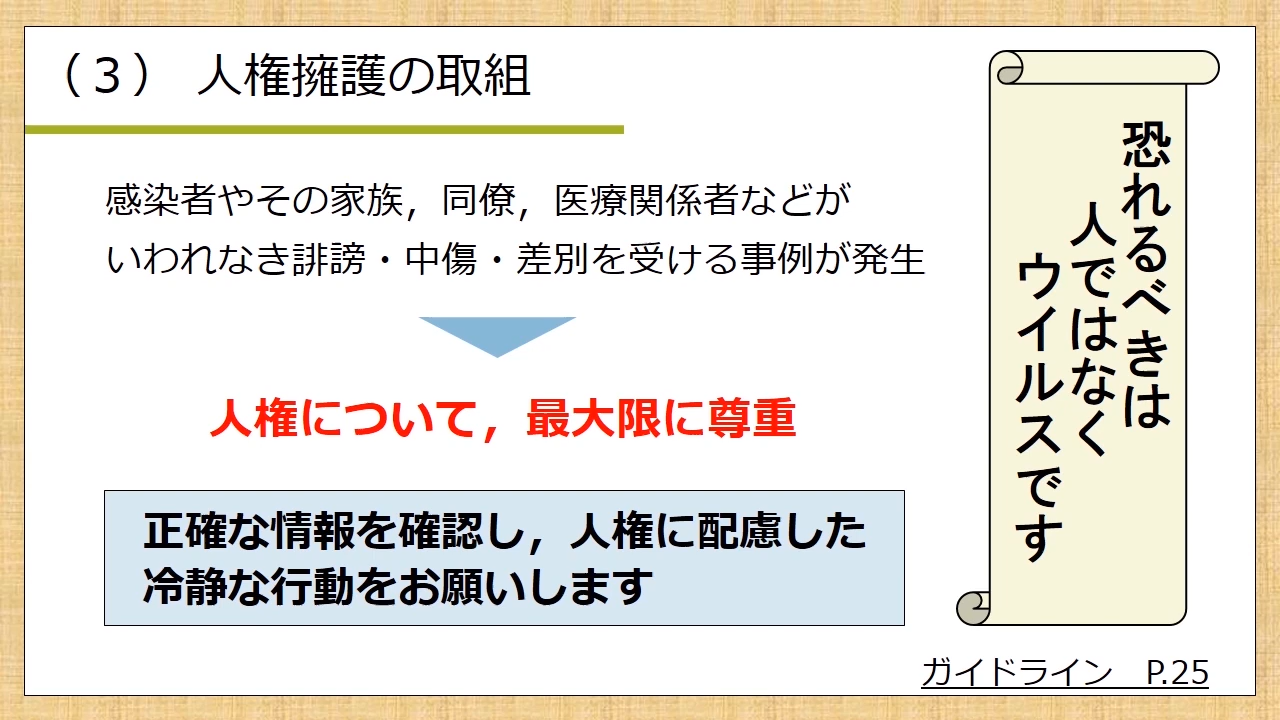 （３） 人権擁護の取組
感染者やその家族，同僚，医療関係者などが
いわれなき誹謗・中傷・差別を受ける事例が発生
人権について，最大限に尊重
正確な情報を確認し，人権に配慮した
冷静な行動をお願いします
恐れるべきは
人ではなく
ウイルスです
ガイドライン　P.25